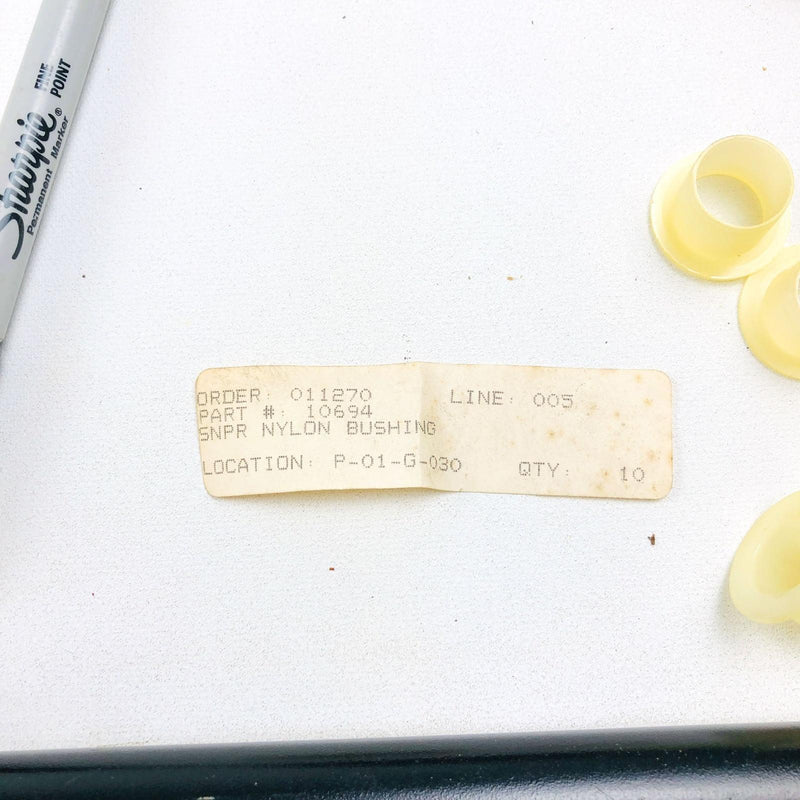 Sharpie®
FINE POINT
Permanent Marker
ORDER: 011270 LINE: 005
PART #: 10694
SNPR NYLON BUSHING
LOCATION: P-01-G-030 QTY: 10